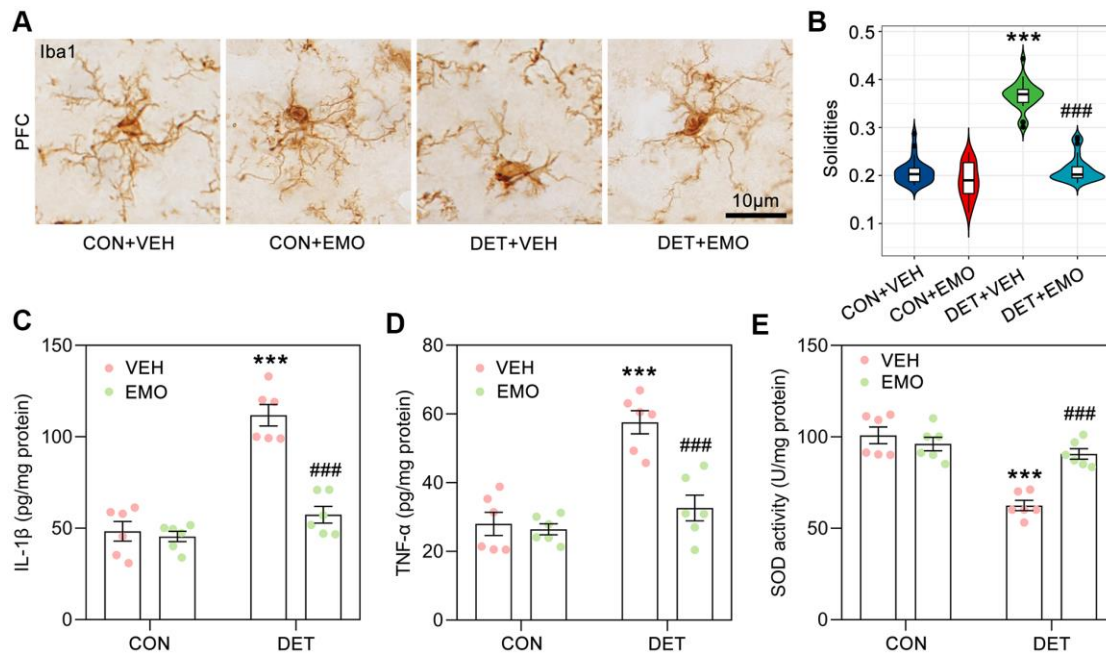 A
Iba1
PFC
10μm
CON+VEH
CON+EMO
DET+VEH
DET+EMO
B
Solidities
0.5
0.4
0.3
0.2
0.1
***
###
CON+VEH
CON+EMO
DET+VEH
DET+EMO
C
IL-1β (pg/mg protein)
150
100
50
0
VEH
EMO
***
###
CON
DET
D
TNF-α (pg/mg protein)
80
60
40
20
0
VEH
EMO
***
###
CON
DET
E
SOD activity (U/mg protein)
150
100
50
0
VEH
EMO
***
###
CON
DET